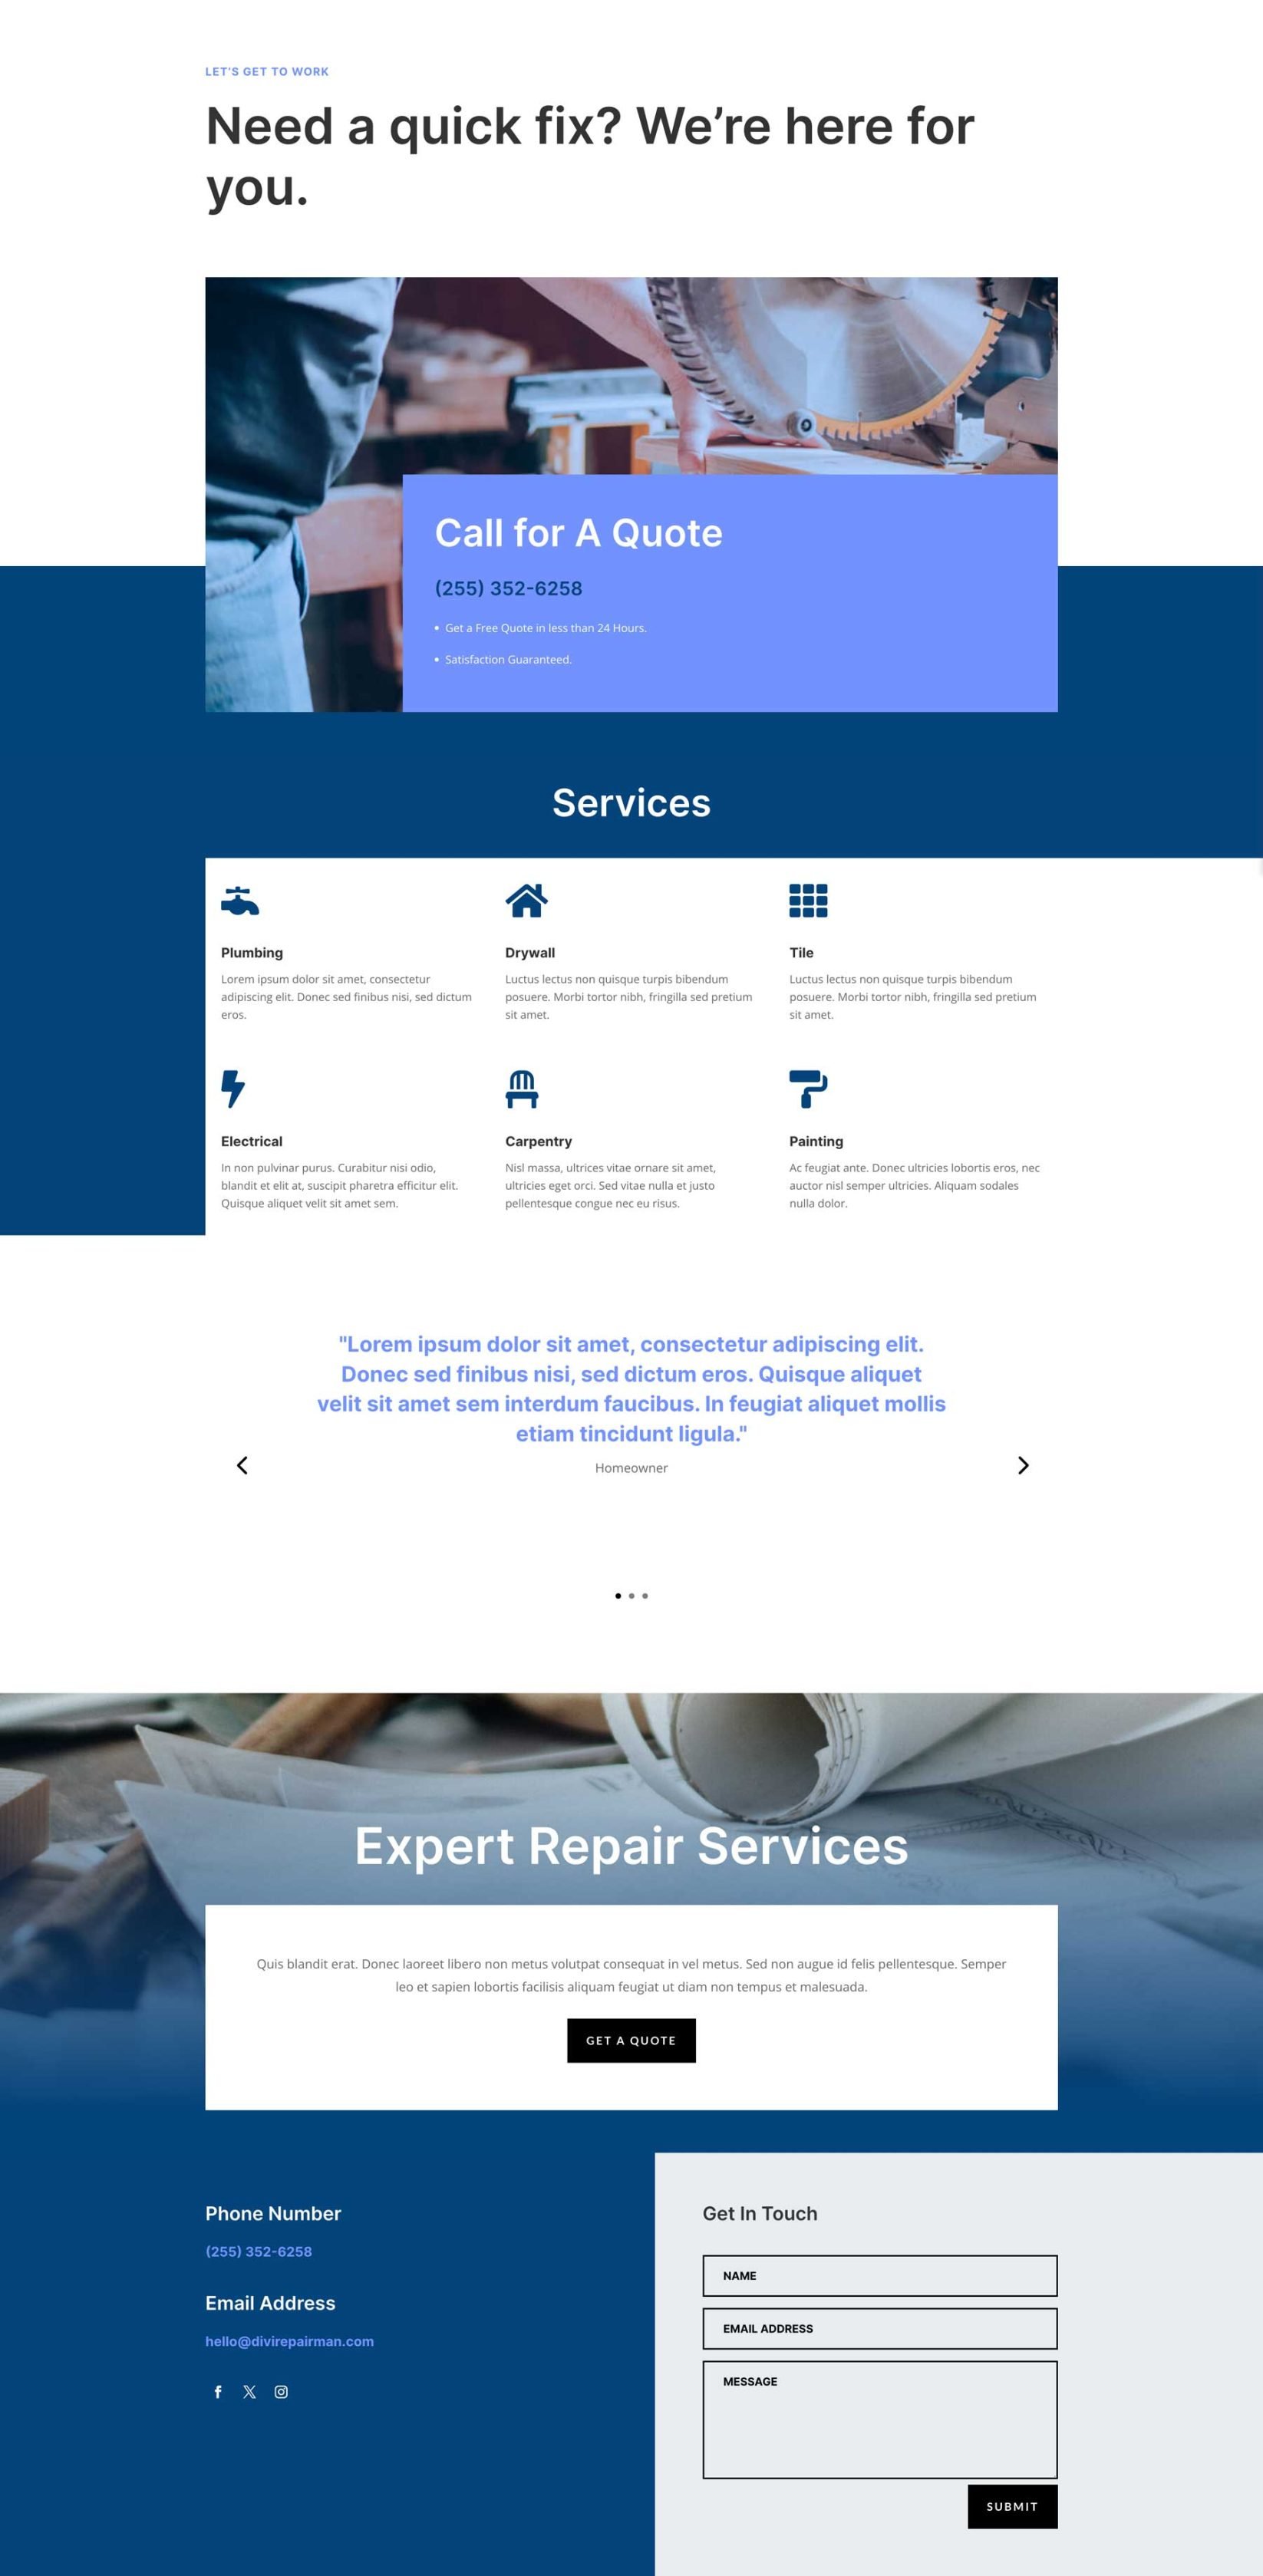 LET'S GET TO WORK
Need a quick fix? We're here for
you.
Call for A Quote
(255) 352-6258
• Get a Free Quote in less than 24 Hours.
• Satisfaction Guaranteed.
Services
Plumbing
Lorem ipsum dolor sit amet, consectetur
adipiscing elit. Donec sed finibus nisi, sed dictum
eros.
Drywall
Luctus lectus non quisque turpis bibendum
posuere. Morbi tortor nibh, fringilla sed pretium
sit amet.
Tile
Luctus lectus non quisque turpis bibendum
posuere. Morbi tortor nibh, fringilla sed pretium
sit amet.
Electrical
In non pulvinar purus. Curabitur nisi odio,
blandit et elit at, suscipit pharetra efficitur elit.
Quisque aliquet velit sit amet sem.
Carpentry
Nisl massa, ultrices vitae ornare sit amet,
ultricies eget orci. Sed vitae nulla et justo
pellentesque congue nec eu risus.
Painting
Ac feugiat ante. Donec ultricies lobortis eros, nec
auctor nisl semper ultricies. Aliquam sodales
nulla dolor.
"Lorem ipsum dolor sit amet, consectetur adipiscing elit.
Donec sed finibus nisi, sed dictum eros. Quisque aliquet
velit sit amet sem interdum faucibus. In feugiat aliquet mollis
etiam tincidunt ligula."
Homeowner
Expert Repair Services
Quis blandit erat. Donec laoreet libero non metus volutpat consequat in vel metus. Sed non augue id felis pellentesque. Semper
leo et sapien lobortis facilisis aliquam feugiat ut diam non tempus et malesuada.
GET A QUOTE
Phone Number
(255) 352-6258
Email Address
hello@divirepairman.com
Get In Touch
NAME
EMAIL ADDRESS
MESSAGE
SUBMIT